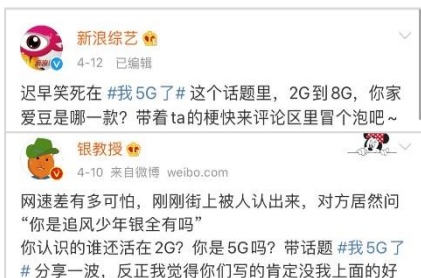 新浪综艺
4-12 已编辑
迟早笑死在 #我5G了# 这个话题里，2G到8G，你家
爱豆是哪一款？带着ta的梗快来评论区里冒个泡吧~
银教授
4-10 来自微博 weibo.com
网速差有多可怕，刚刚街上被人认出来，对方居然问
“你是追风少年银全有吗”
你认识的谁还活在2G？你是5G吗？带话题 #我5G了
# 分享一波，反正我觉得你们写的肯定没我上面的好